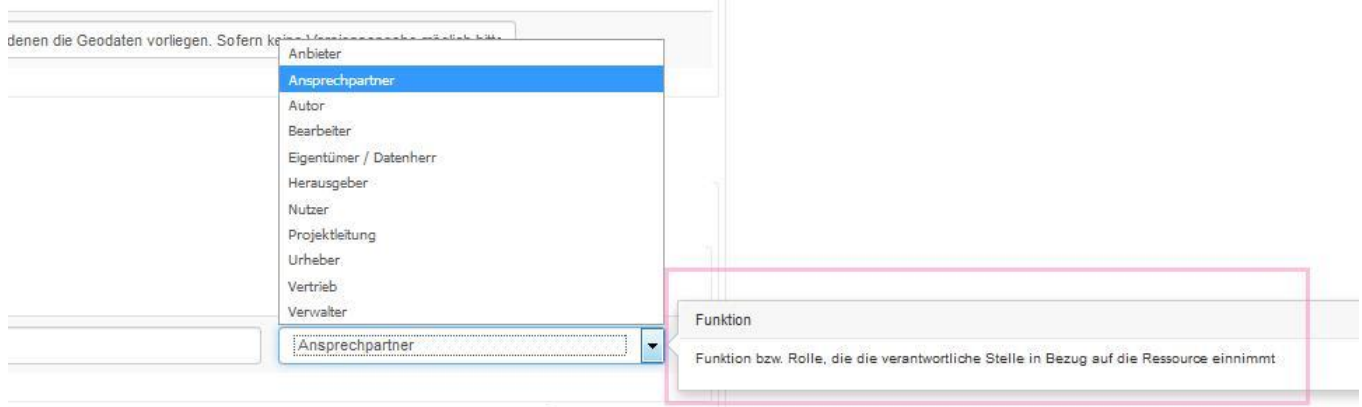 denen die Geodaten vorliegen. Sofern
Anbieter
Ansprechpartner
Autor
Bearbeiter
Eigentümer / Datenherr
Herausgeber
Nutzer
Projektleitung
Urheber
Vertrieb
Verwalter
Ansprechpartner
Funktion
Funktion bzw. Rolle, die die verantwortliche Stelle in Bezug auf die Ressource einnimmt